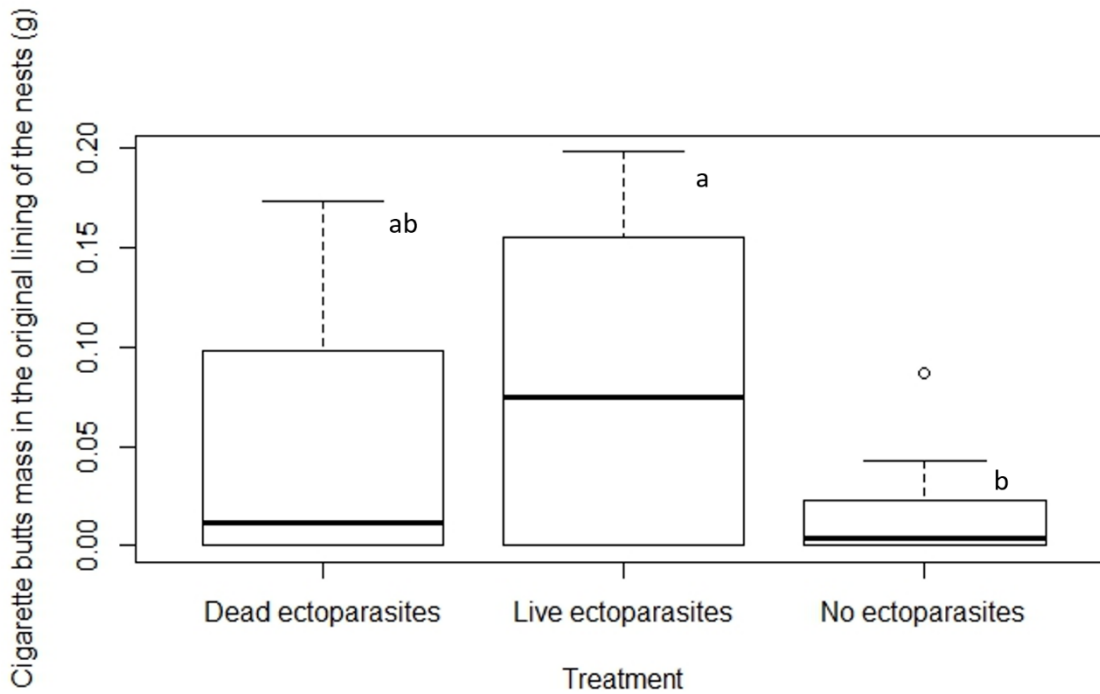 Cigarette butts mass in the original lining of the nests (g)
0.20
0.15
0.10
0.05
0.00
ab
a
b
Dead ectoparasites
Live ectoparasites
No ectoparasites
Treatment